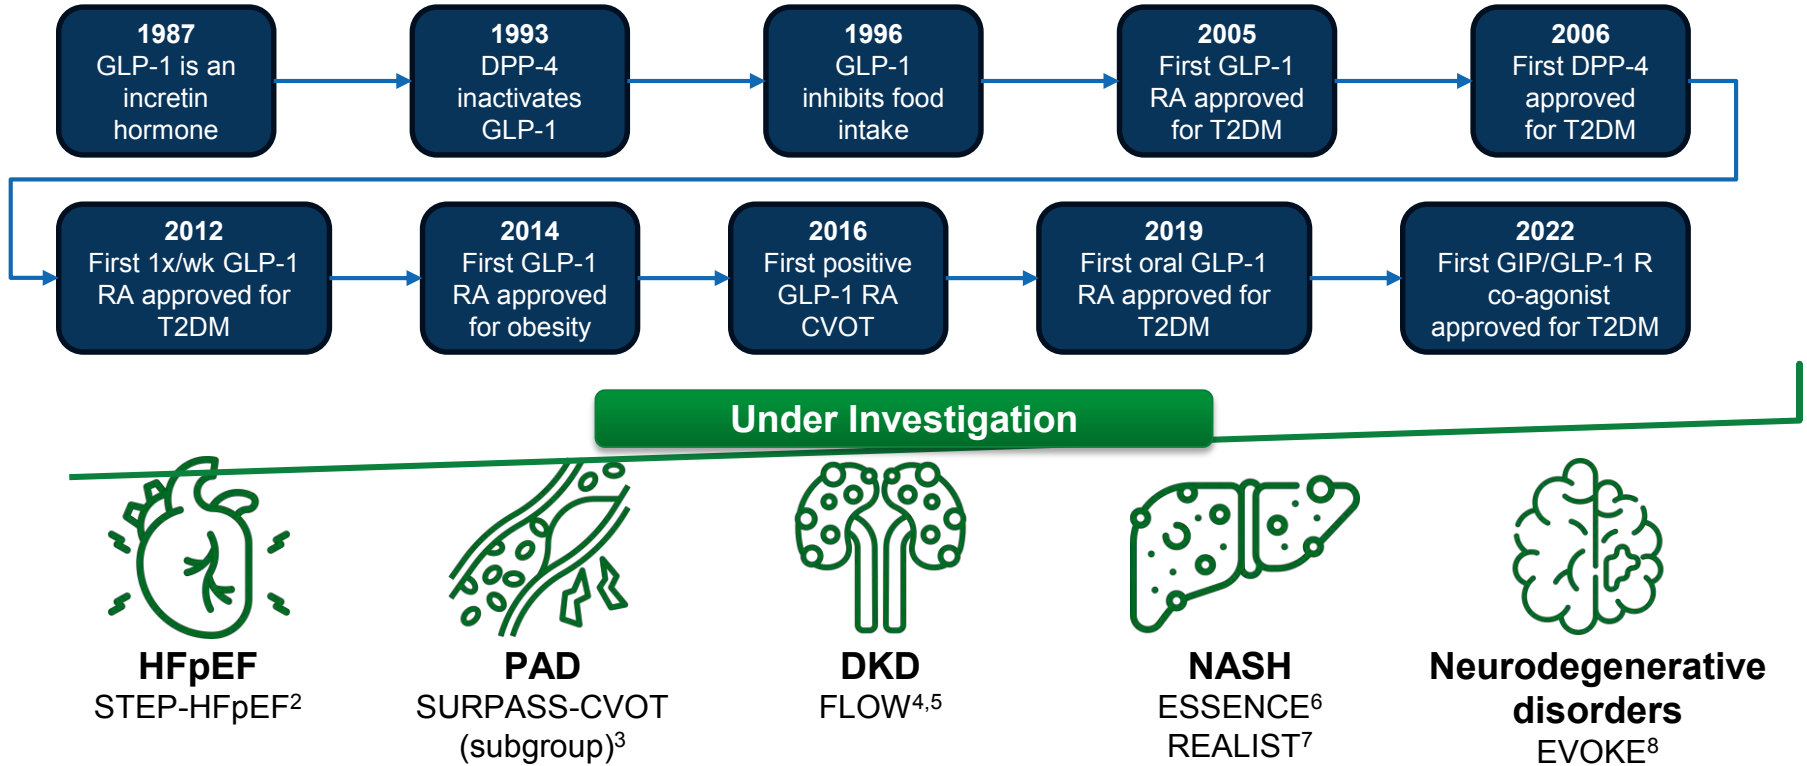 1987
GLP-1 is an
incretin
hormone
1993
DPP-4
inactivates
GLP-1
1996
GLP-1
inhibits food
intake
2005
First GLP-1
RA approved
for T2DM
2006
First DPP-4
approved
for T2DM
2012
First 1x/wk GLP-1
RA approved for
T2DM
2014
First GLP-1
RA approved
for obesity
2016
First positive
GLP-1 RA
CVOT
2019
First oral GLP-1
RA approved for
T2DM
2022
First GIP/GLP-1 R
co-agonist
approved for T2DM
Under Investigation
HFpEF
STEP-HFpEF²
PAD
SURPASS-CVOT
(subgroup)³
DKD
FLOW⁴,⁵
NASH
ESSENCE⁶
REALIST⁷
Neurodegenerative
disorders
EVOKE⁸